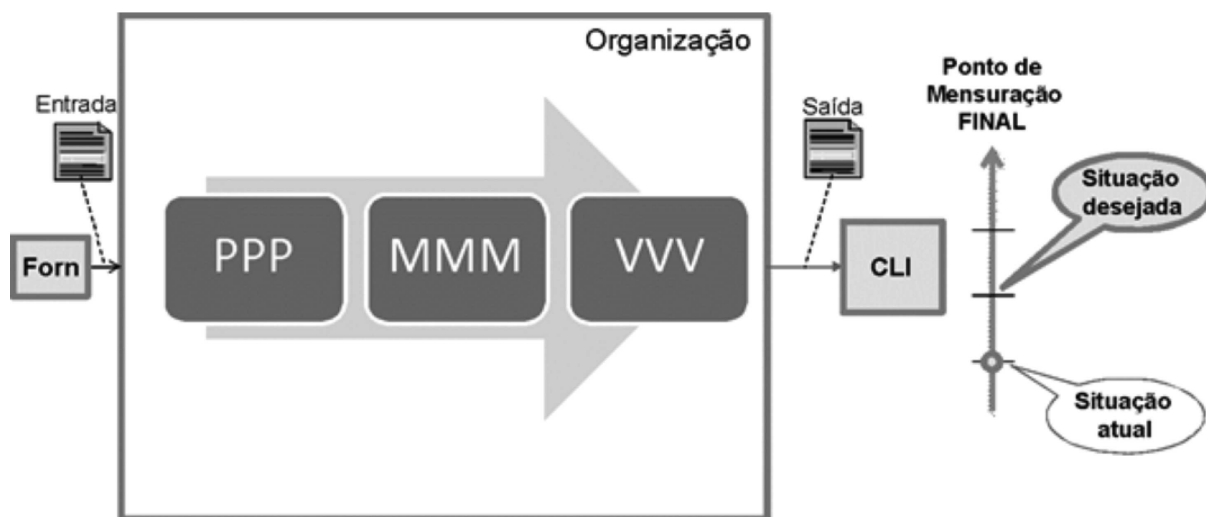 Organização
Entrada
Saída
Ponto de
Mensuração
FINAL
Situação
desejada
Forn
PPP
MMM
VVV
CLI
Situação
atual